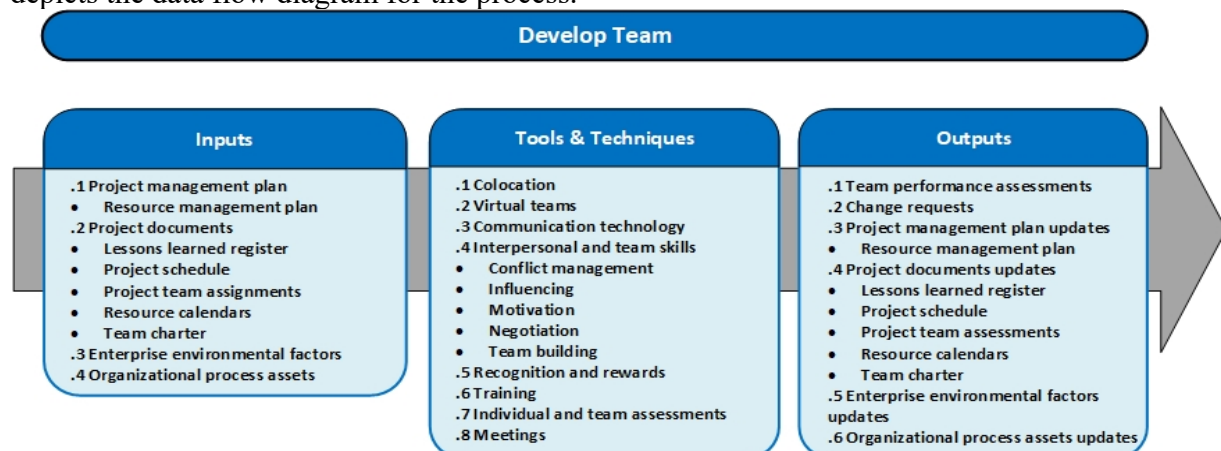 depicts the data flow diagram for the process.
Develop Team
Inputs
.1 Project management plan
• Resource management plan
.2 Project documents
• Lessons learned register
• Project schedule
• Project team assignments
• Resource calendars
• Team charter
.3 Enterprise environmental factors
.4 Organizational process assets
Tools & Techniques
.1 Colocation
.2 Virtual teams
.3 Communication technology
.4 Interpersonal and team skills
• Conflict management
• Influencing
• Motivation
• Negotiation
• Team building
.5 Recognition and rewards
.6 Training
.7 Individual and team assessments
.8 Meetings
Outputs
.1 Team performance assessments
.2 Change requests
.3 Project management plan updates
• Resource management plan
.4 Project documents updates
• Lessons learned register
• Project schedule
• Project team assessments
• Resource calendars
• Team charter
.5 Enterprise environmental factors
updates
.6 Organizational process assets updates